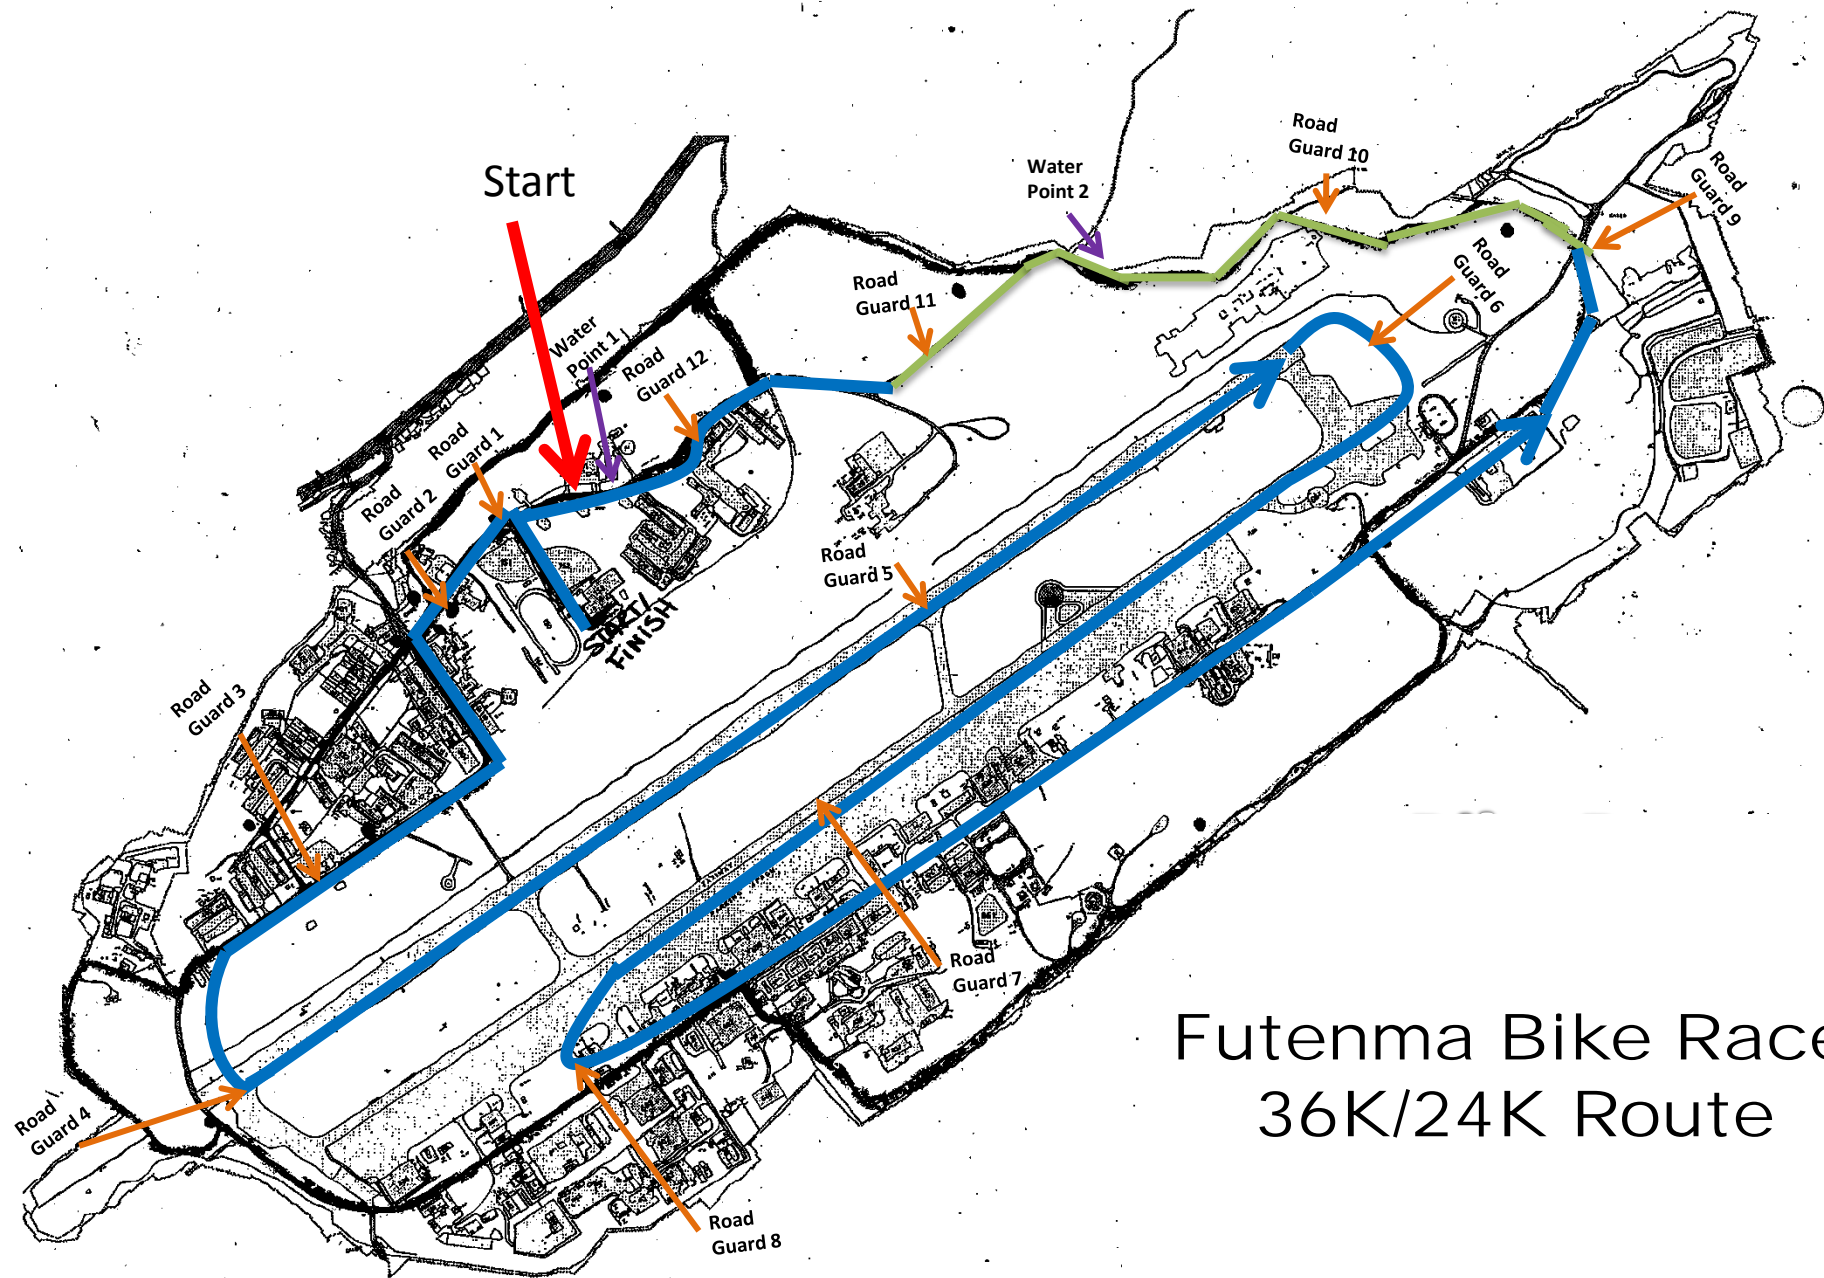 Start
Road
Guard 10
Water
Point 2
Road
Guard 9
Road
Guard 6
Road
Guard 11
Water
Point 1
Road
Guard 12
Road
Guard 1
Road
Guard 2
START/
FINISH
Road
Guard 5
Road
Guard 3
Road
Guard 7
Road
Guard 4
Road
Guard 8
Futenma Bike Race
36K/24K Route